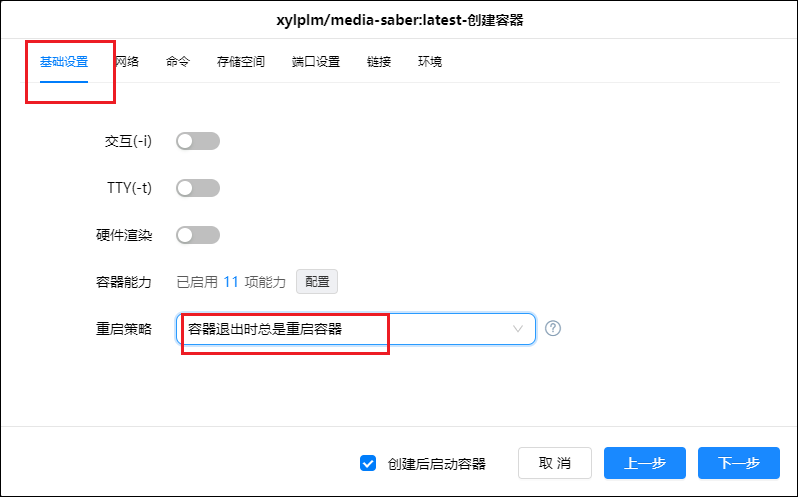 xylplm/media-saber:latest-创建容器
基础设置 网络 命令 存储空间 端口设置 链接 环境
交互(-i)
TTY(-t)
硬件渲染
容器能力 已启用 11 项能力 配置
重启策略 容器退出时总是重启容器 ?
创建后启动容器 取 消 上一步 下一步